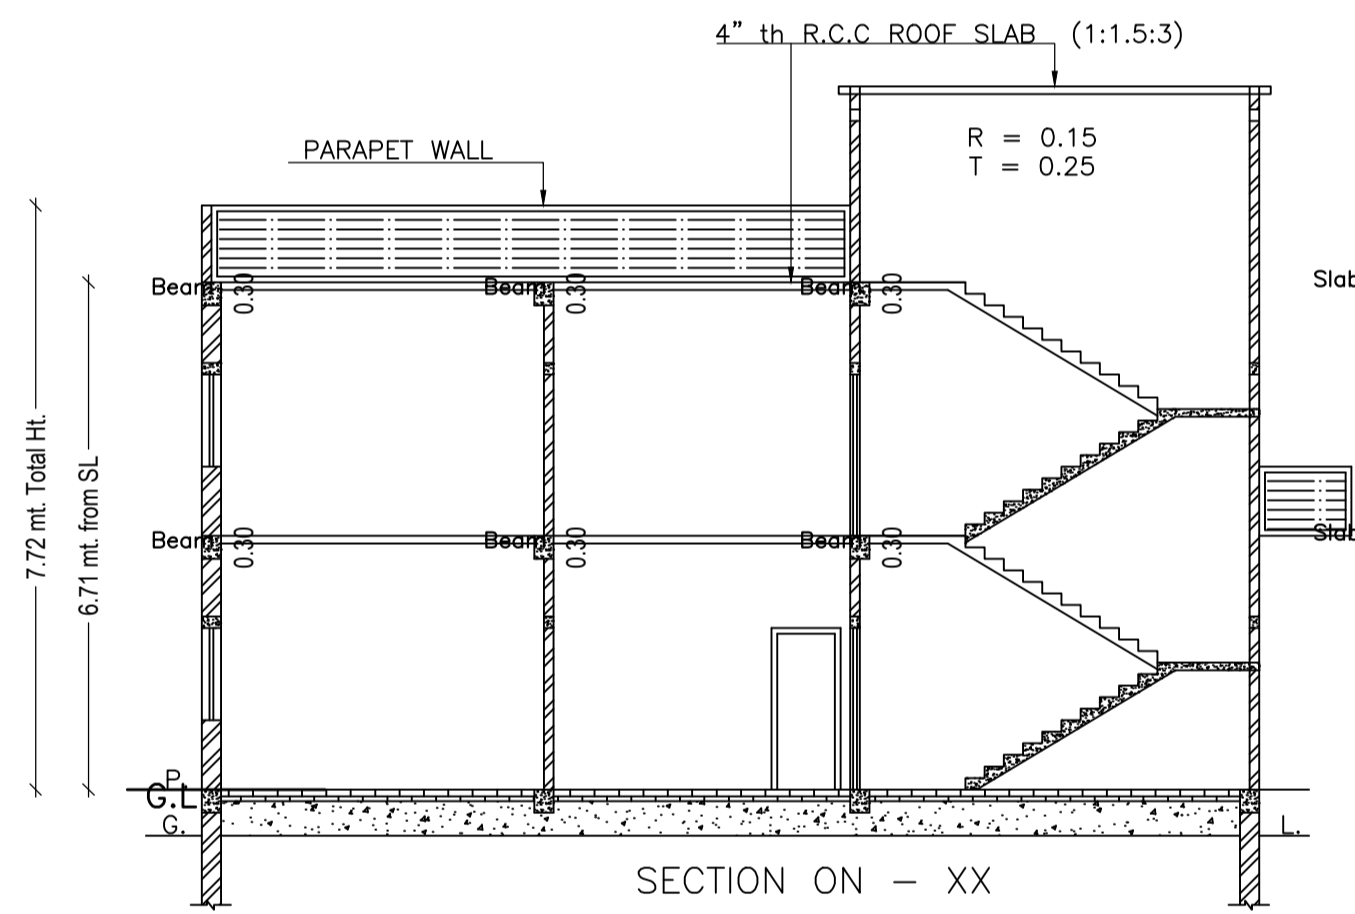 4” th R.C.C ROOF SLAB (1:1.5:3)
R = 0.15
T = 0.25
PARAPET WALL
7.72 mt. Total Ht.
6.71 mt. from SL
Beam 0.30 Beam 0.30 Beam 0.30 Slab
Beam 0.30 Beam 0.30 Beam 0.30 Slab
P.
G.L
G. L.
SECTION ON – XX